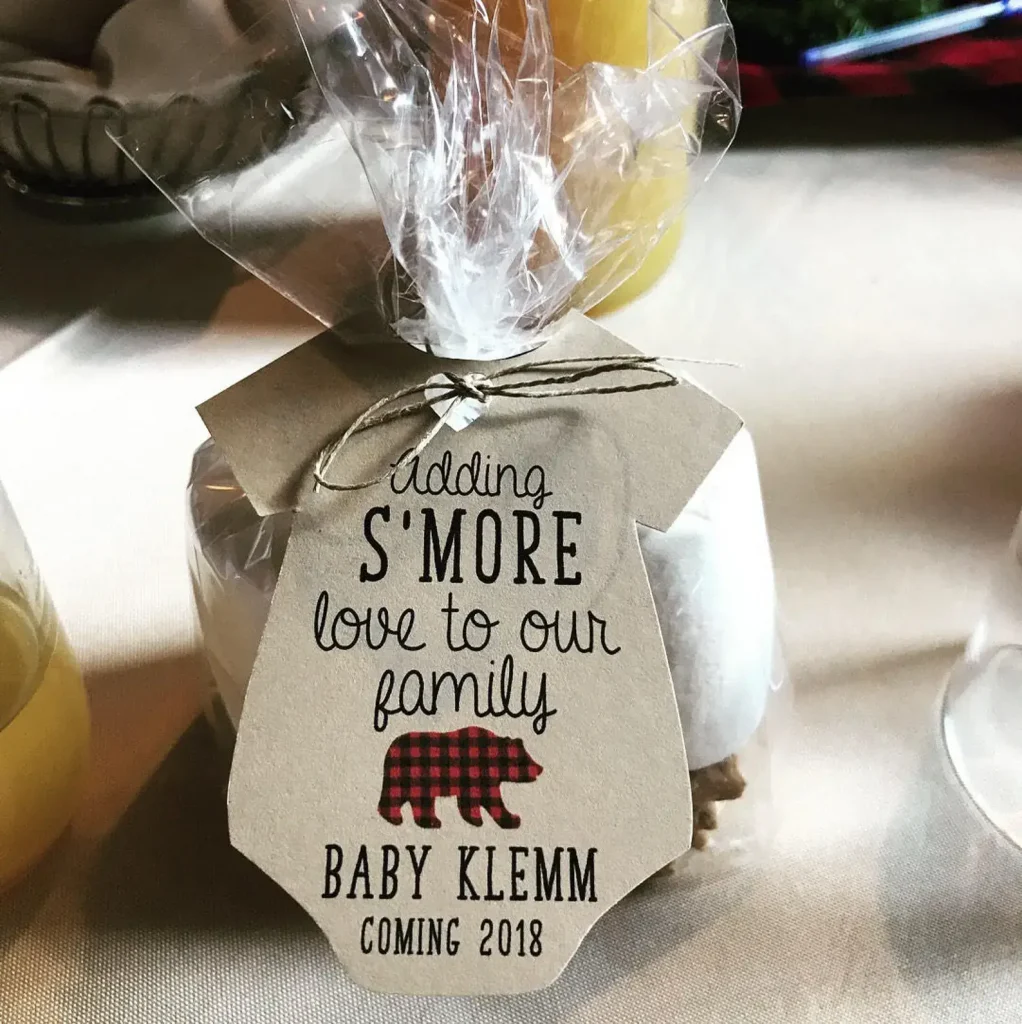 adding
S'MORE
love to our
family
BABY KLEMM
COMING 2018